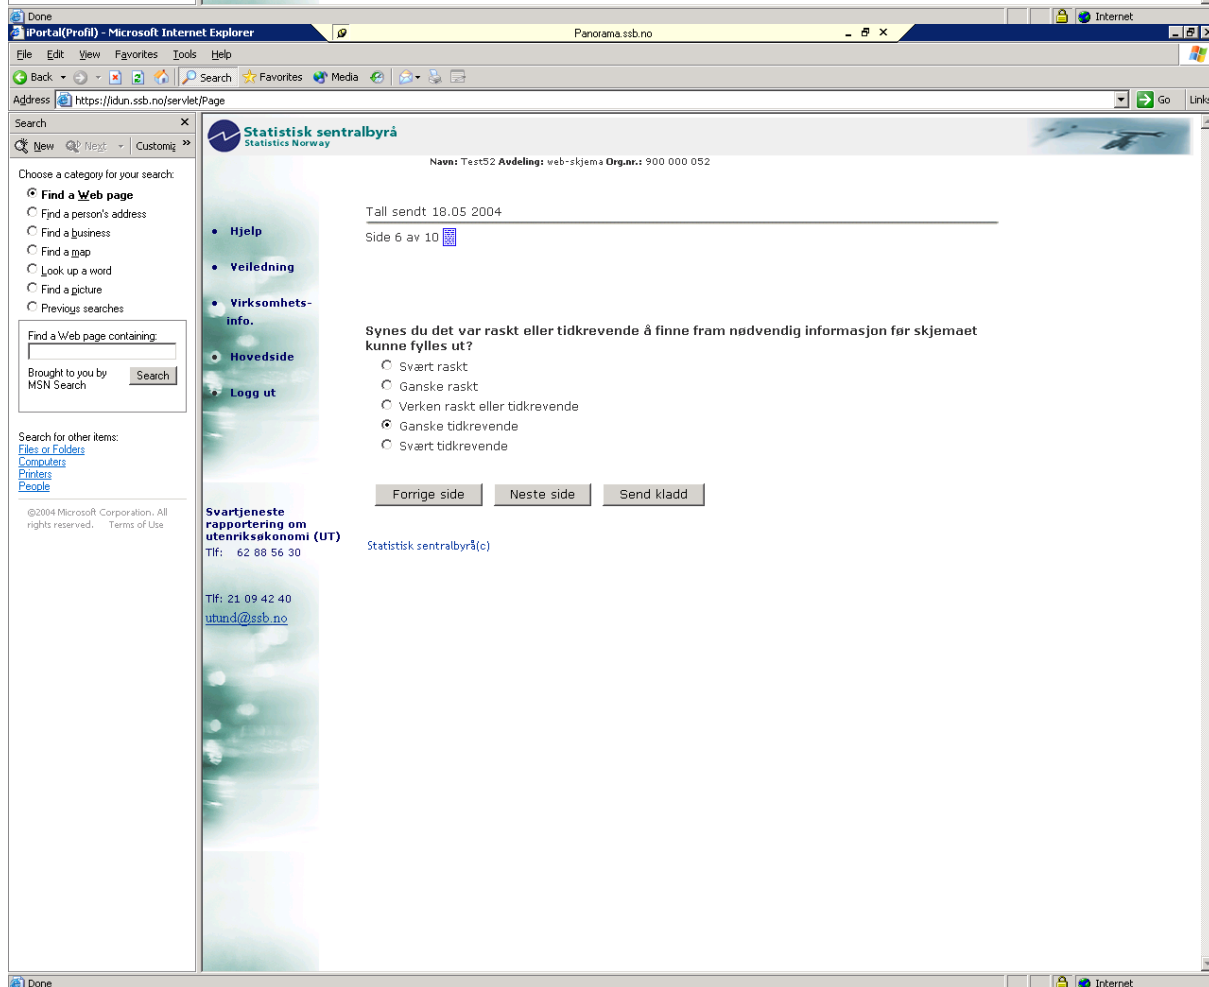 Done
Internet
iPortal(Profil) - Microsoft Internet Explorer
Panorama.ssb.no
File Edit View Favorites Tools Help
Back Search Favorites Media
Address https://idun.ssb.no/servlet/Page Go Links
Search
New Next Customiz »
Choose a category for your search:
Find a Web page
Find a person's address
Find a business
Find a map
Look up a word
Find a picture
Previous searches
Find a Web page containing:
Brought to you by
MSN Search
Search
Search for other items:
Files or Folders
Computers
Printers
People
©2004 Microsoft Corporation. All
rights reserved. Terms of Use
Statistisk sentralbyrå
Statistics Norway
Navn: Test52 Avdeling: web-skjema Org.nr.: 900 000 052
• Hjelp
• Veiledning
• Virksomhets-
info.
• Hovedside
• Logg ut
Svartjeneste
rapportering om
utenriksøkonomi (UT)
Tlf: 62 88 56 30
Tlf: 21 09 42 40
utund@ssb.no
Tall sendt 18.05 2004
Side 6 av 10
Synes du det var raskt eller tidkrevende å finne fram nødvendig informasjon før skjemaet
kunne fylles ut?
Svært raskt
Ganske raskt
Verken raskt eller tidkrevende
Ganske tidkrevende
Svært tidkrevende
Forrige side Neste side Send kladd
Statistisk sentralbyrå(c)
Done
Internet